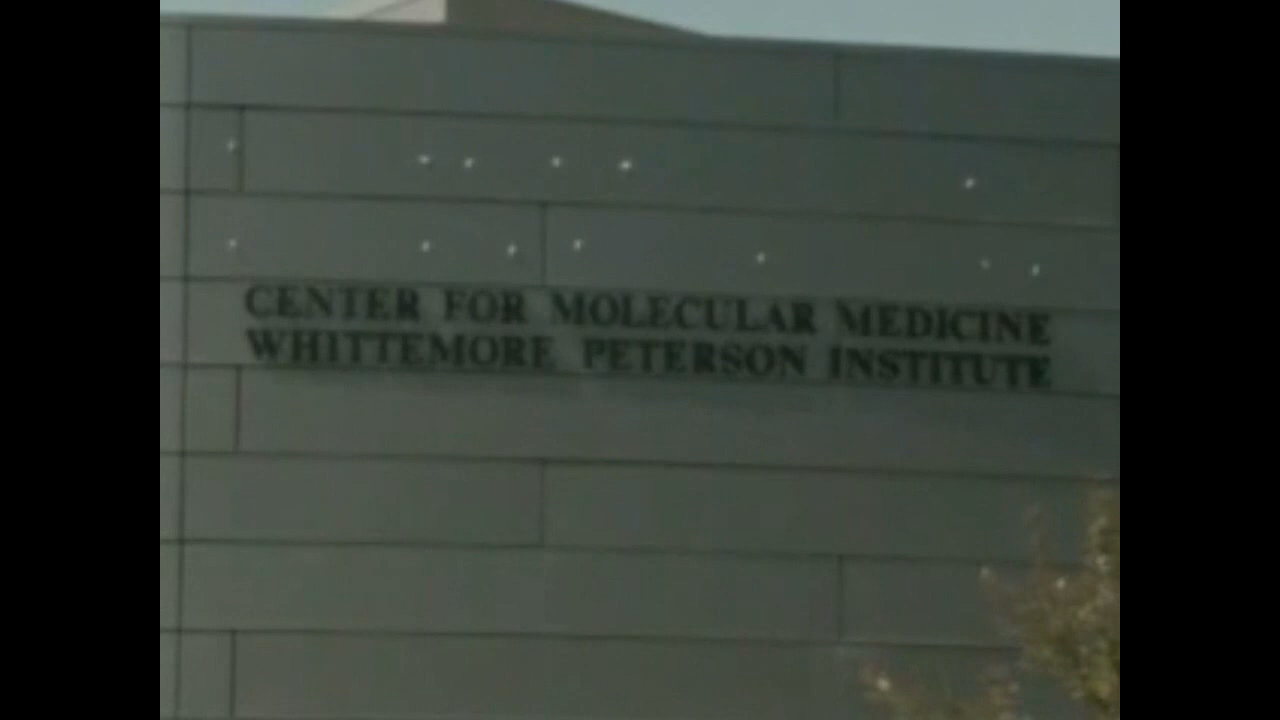 CENTER FOR MOLECULAR MEDICINE
WHITTEMORE PETERSON INSTITUTE